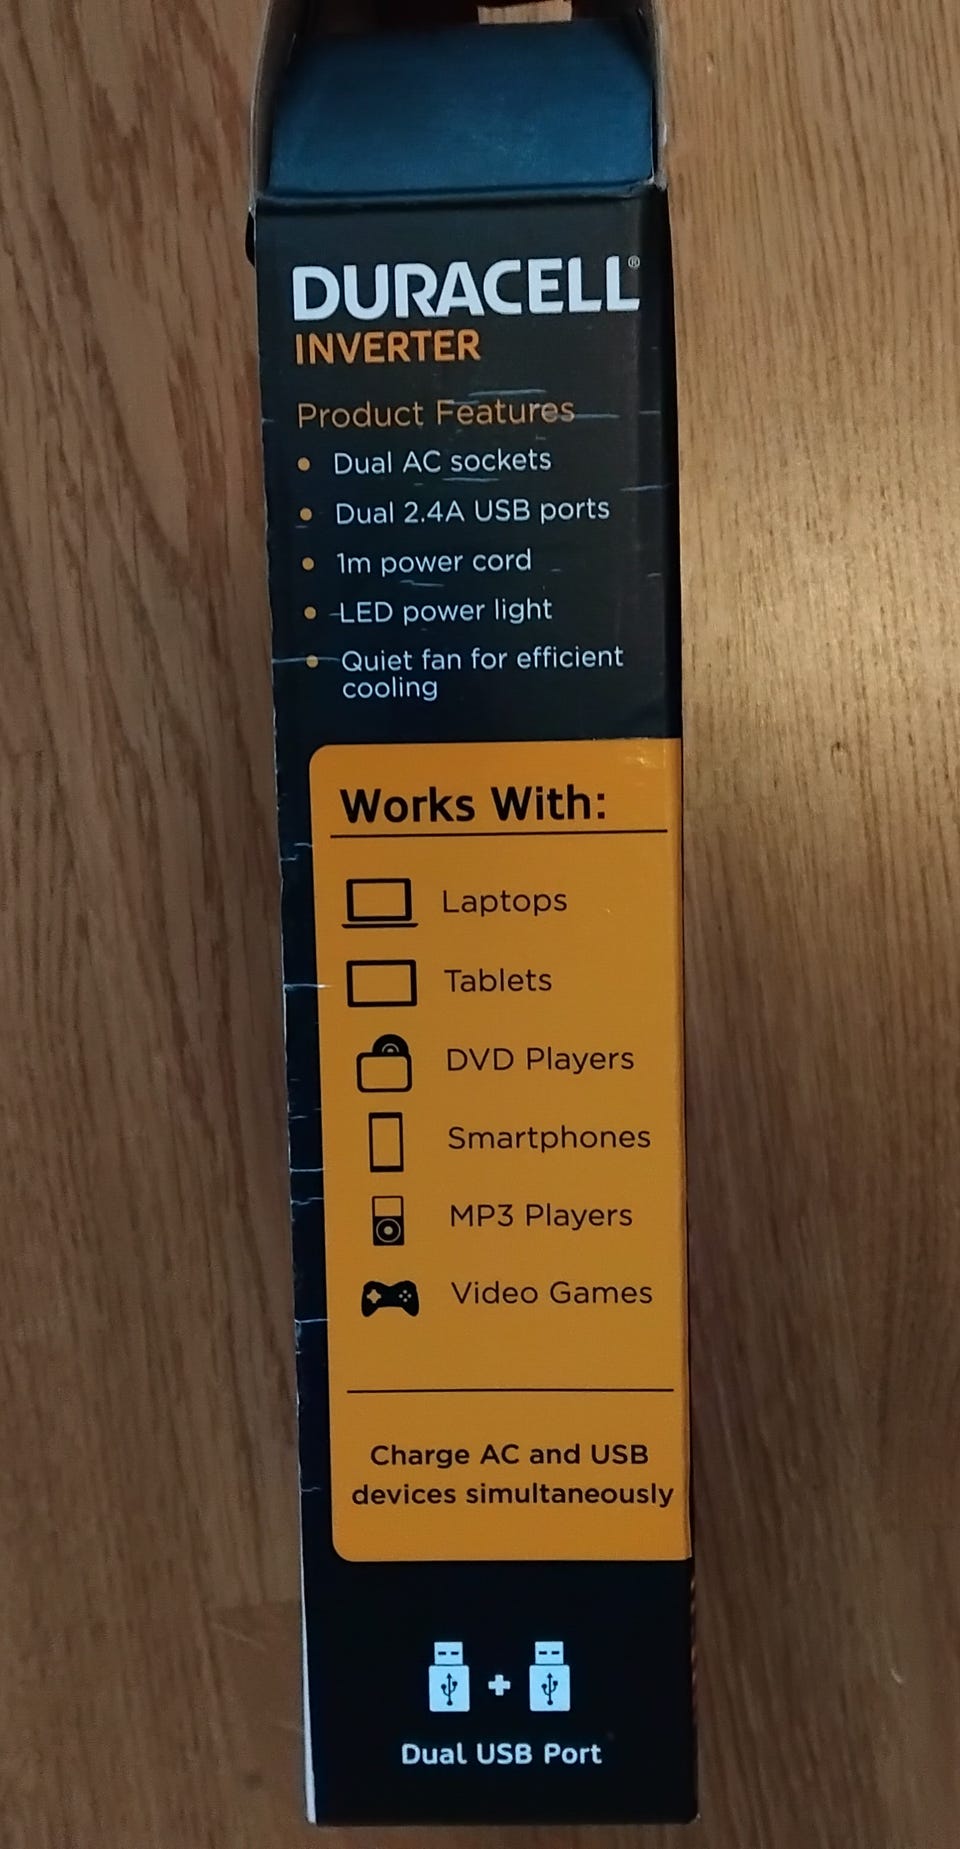 DURACELL®
INVERTER
Product Features
• Dual AC sockets
• Dual 2.4A USB ports
• 1m power cord
• LED power light
• Quiet fan for efficient
cooling
Works With:
Laptops
Tablets
DVD Players
Smartphones
MP3 Players
Video Games
Charge AC and USB
devices simultaneously
+
Dual USB Port